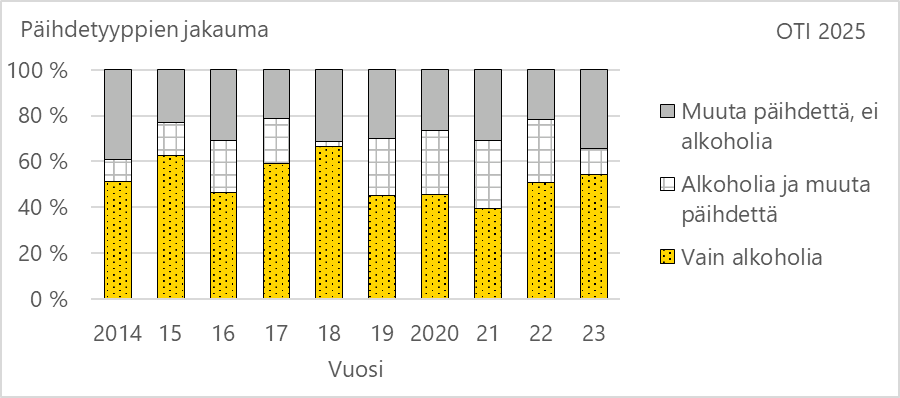 Päihdetyyppien jakauma
OTI 2025
100 %
80 %
60 %
40 %
20 %
0 %
2014 15 16 17 18 19 2020 21 22 23
Vuosi
Muuta päihdettä, ei
alkoholia
Alkoholia ja muuta
päihdettä
Vain alkoholia